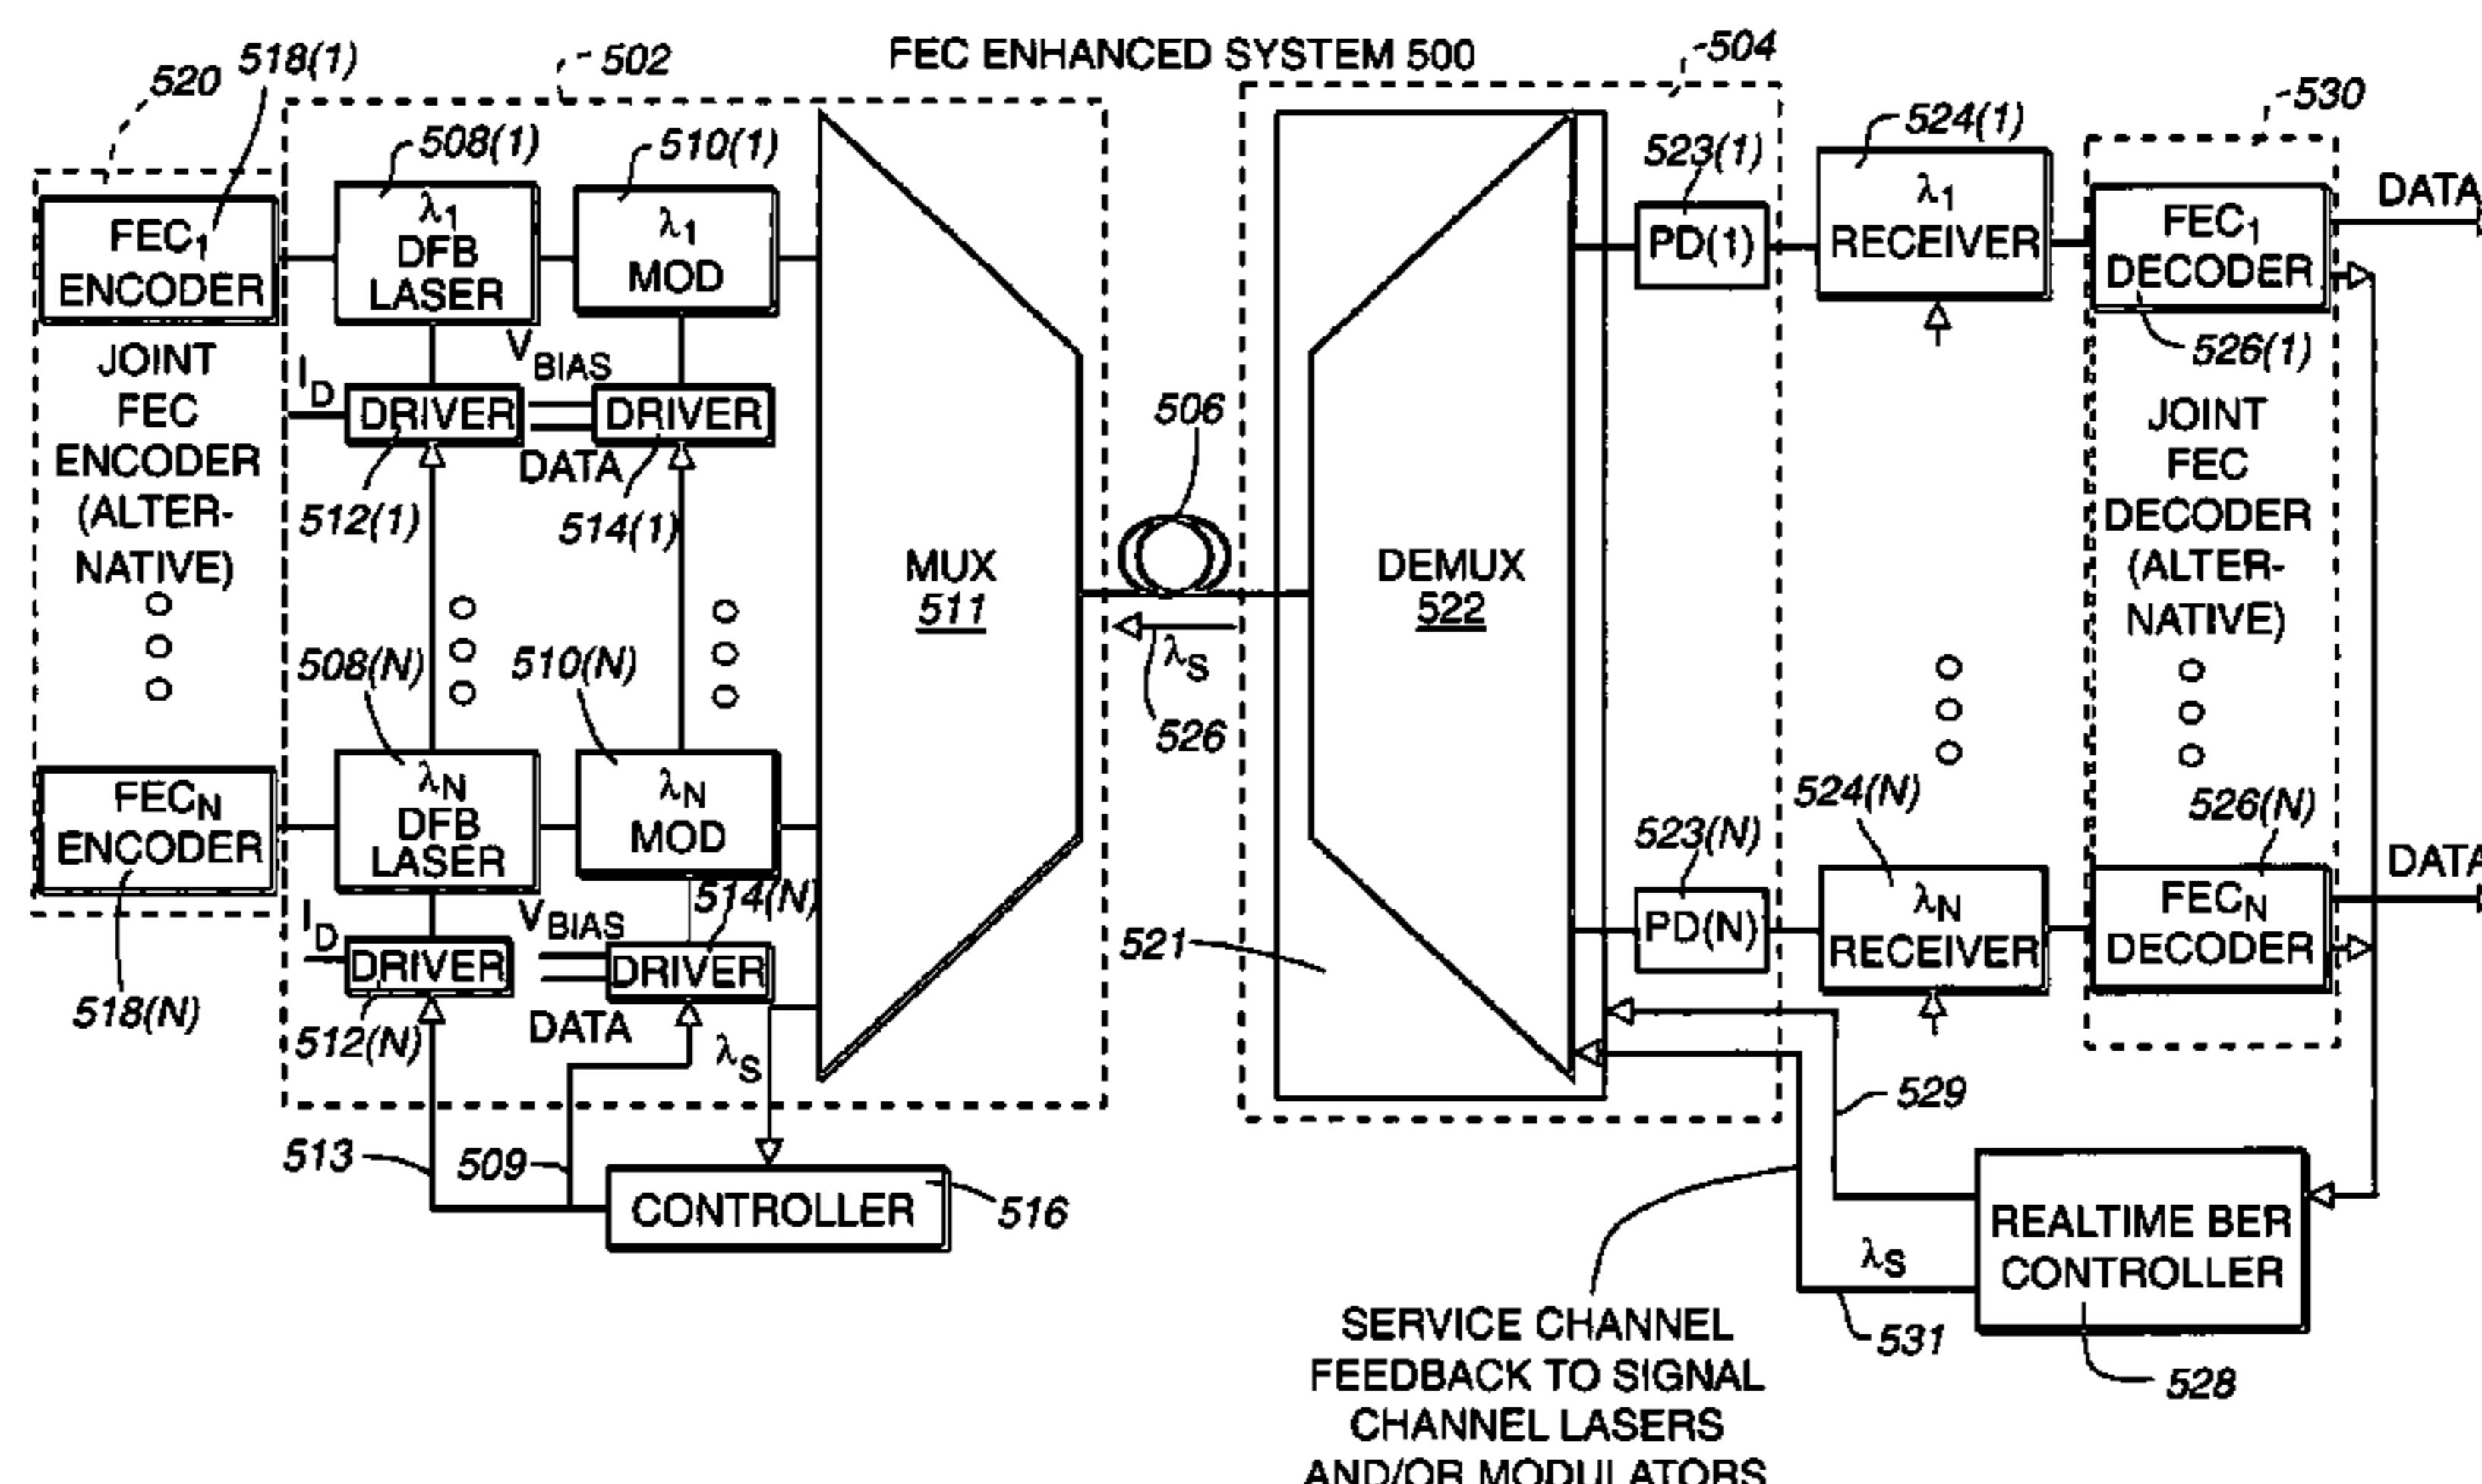 FEC ENHANCED SYSTEM 500
520
518(1)
502
504
530
508(1)
510(1)
523(1)
524(1)
FEC1
ENCODER
λ1
DFB
LASER
λ1
MOD
PD(1)
λ1
RECEIVER
FEC1
DECODER
DATA
526(1)
JOINT
FEC
ENCODER
(ALTER-
NATIVE)
ID
DRIVER
VBIAS
DRIVER
DATA
512(1)
514(1)
MUX
511
506
λS
526
DEMUX
522
JOINT
FEC
DECODER
(ALTER-
NATIVE)
508(N)
510(N)
523(N)
524(N)
526(N)
FECN
ENCODER
λN
DFB
LASER
λN
MOD
PD(N)
λN
RECEIVER
FECN
DECODER
DATA
518(N)
ID
DRIVER
VBIAS
514(N)
DRIVER
DATA
512(N)
λS
521
513
509
CONTROLLER
516
529
REALTIME BER
CONTROLLER
λS
531
528
SERVICE CHANNEL
FEEDBACK TO SIGNAL
CHANNEL LASERS
AND/OR MODULATORS